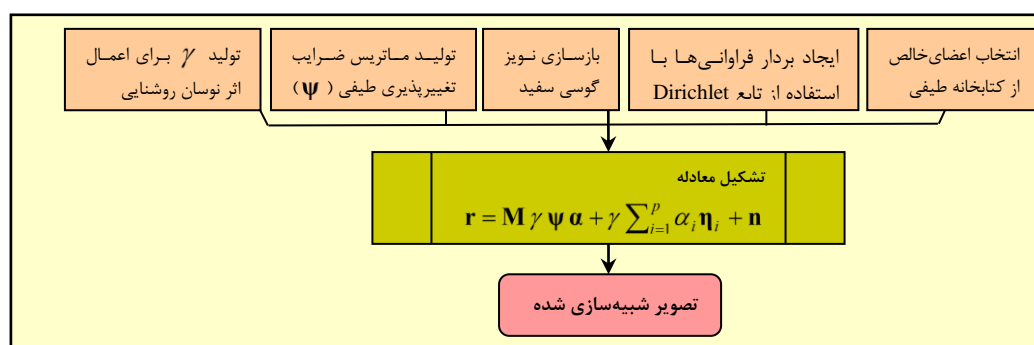 انتخاب اعضای‌خالص
از کتابخانه طیفی
ایجاد بردار فراوانی‌ها با
استفاده از تابع Dirichlet
بازسازی نویز
گوسی سفید
تولید ماتریس ضرایب
تغییرپذیری طیفی (Ψ)
تولید γ برای اعمال
اثر نوسان روشنایی
تشکیل معادله
r = M γ ψ α + γ ∑_{i=1}^{p} α_i η_i + n
تصویر شبیه‌سازی شده